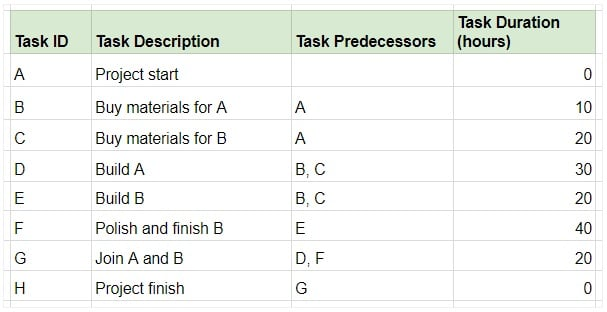 Task ID Task Description Task Predecessors Task Duration (hours)
A Project start 0
B Buy materials for A A 10
C Buy materials for B A 20
D Build A B, C 30
E Build B B, C 20
F Polish and finish B E 40
G Join A and B D, F 20
H Project finish G 0